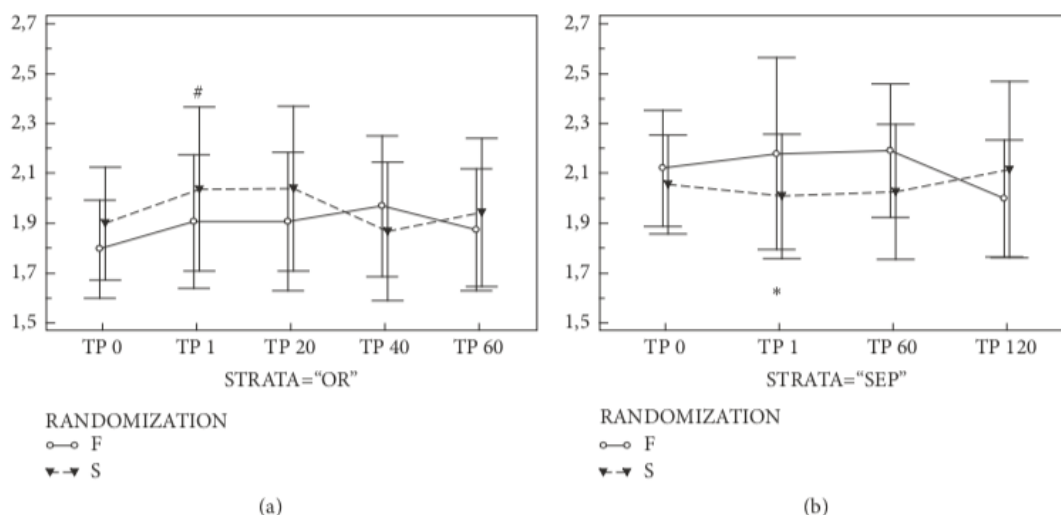 2,7
2,5
2,3
2,1
1,9
1,7
1,5
#
TP 0 TP 1 TP 20 TP 40 TP 60
STRATA=“OR”
RANDOMIZATION
F
S
(a)
2,7
2,5
2,3
2,1
1,9
1,7
1,5
*
TP 0 TP 1 TP 60 TP 120
STRATA=“SEP”
RANDOMIZATION
F
S
(b)